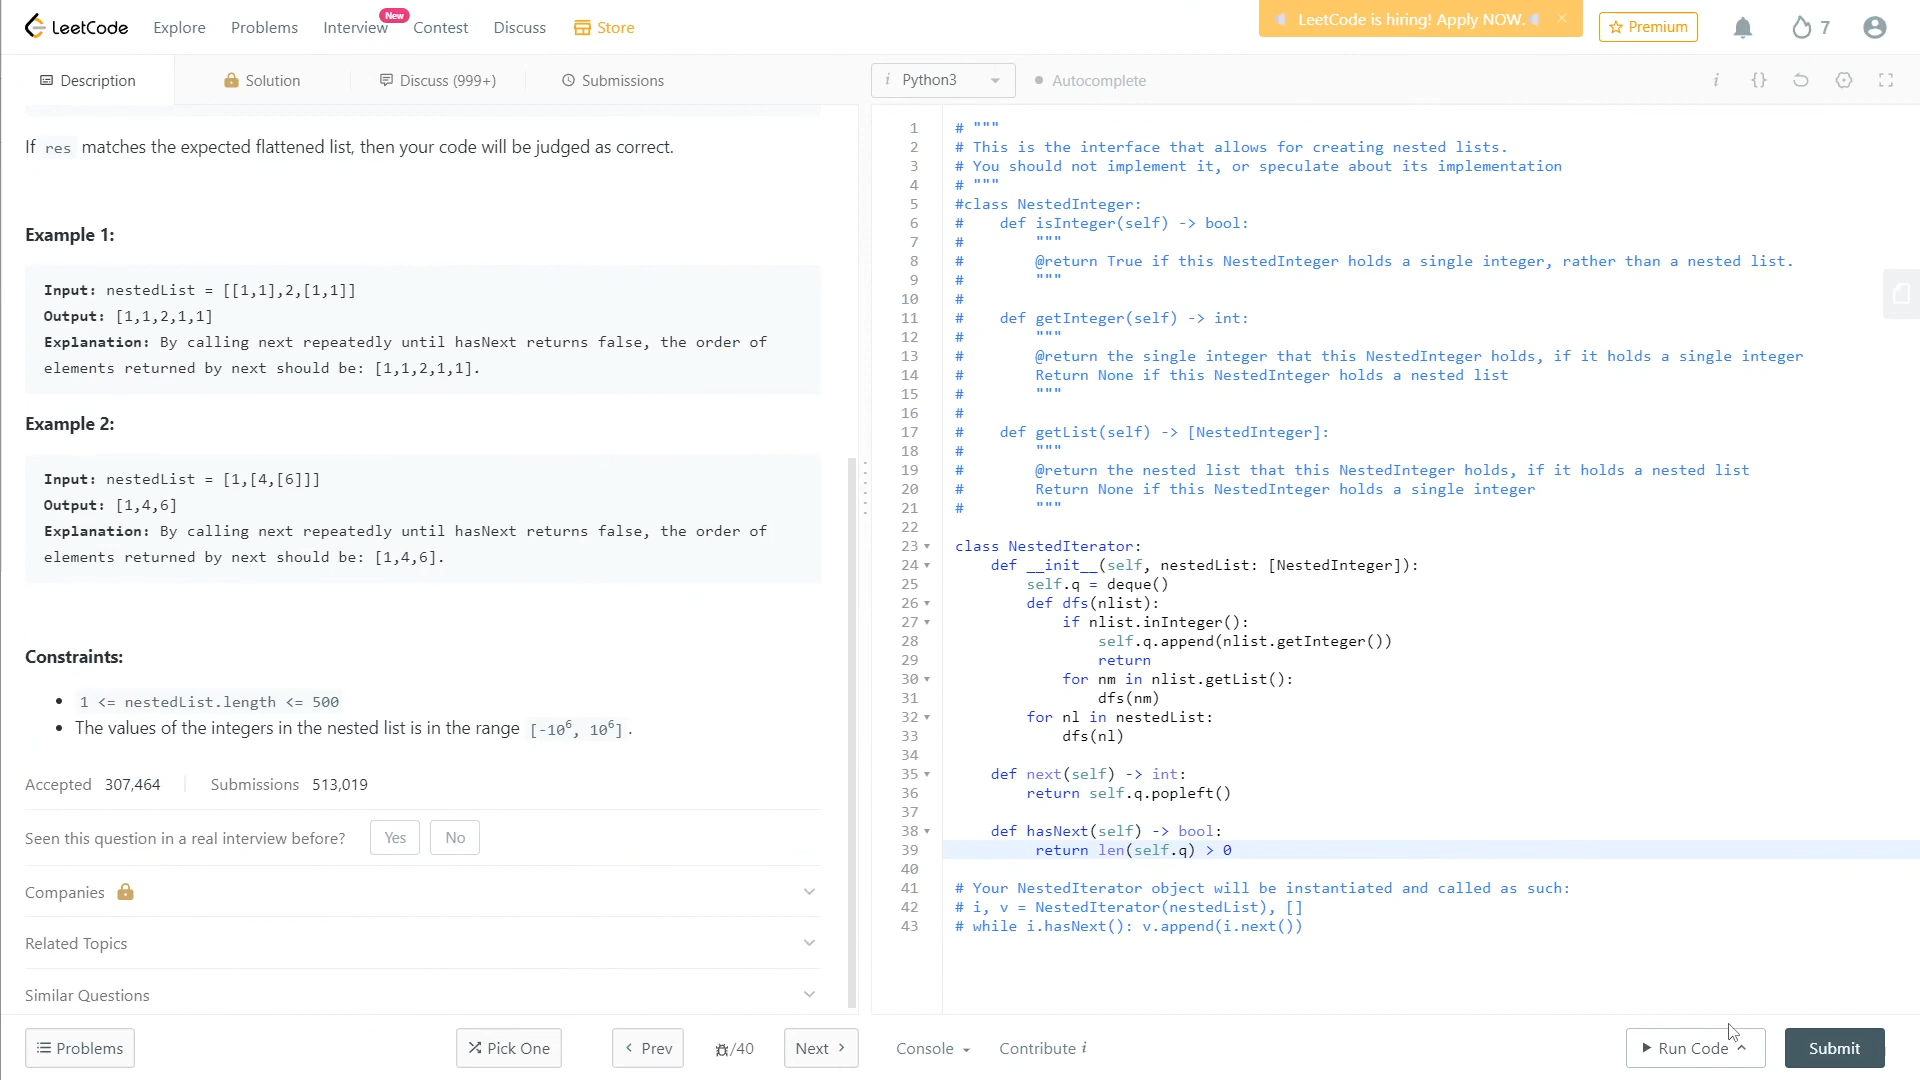 LeetCode Explore Problems Interview New Contest Discuss Store LeetCode is hiring! Apply NOW. × Premium 7
Description Solution Discuss (999+) Submissions i Python3 Autocomplete i {}
If res matches the expected flattened list, then your code will be judged as correct.
Example 1:
Input: nestedList = [[1,1],2,[1,1]]
Output: [1,1,2,1,1]
Explanation: By calling next repeatedly until hasNext returns false, the order of
elements returned by next should be: [1,1,2,1,1].
Example 2:
Input: nestedList = [1,[4,[6]]]
Output: [1,4,6]
Explanation: By calling next repeatedly until hasNext returns false, the order of
elements returned by next should be: [1,4,6].
Constraints:
• 1 <= nestedList.length <= 500
• The values of the integers in the nested list is in the range [-10⁶, 10⁶].
Accepted 307,464 Submissions 513,019
Seen this question in a real interview before? Yes No
Companies
Related Topics
Similar Questions
1 # """
2 # This is the interface that allows for creating nested lists.
3 # You should not implement it, or speculate about its implementation
4 # """
5 #class NestedInteger:
6 #    def isInteger(self) -> bool:
7 #        """
8 #        @return True if this NestedInteger holds a single integer, rather than a nested list.
9 #        """
10 #
11 #    def getInteger(self) -> int:
12 #        """
13 #        @return the single integer that this NestedInteger holds, if it holds a single integer
14 #        Return None if this NestedInteger holds a nested list
15 #        """
16 #
17 #    def getList(self) -> [NestedInteger]:
18 #        """
19 #        @return the nested list that this NestedInteger holds, if it holds a nested list
20 #        Return None if this NestedInteger holds a single integer
21 #        """
22
23 class NestedIterator:
24     def __init__(self, nestedList: [NestedInteger]):
25         self.q = deque()
26         def dfs(nlist):
27             if nlist.inInteger():
28                 self.q.append(nlist.getInteger())
29                 return
30             for nm in nlist.getList():
31                 dfs(nm)
32         for nl in nestedList:
33             dfs(nl)
34
35     def next(self) -> int:
36         return self.q.popleft()
37
38     def hasNext(self) -> bool:
39          return len(self.q) > 0
40
41 # Your NestedIterator object will be instantiated and called as such:
42 # i, v = NestedIterator(nestedList), []
43 # while i.hasNext(): v.append(i.next())
Problems Pick One < Prev /40 Next > Console Contribute i Run Code Submit